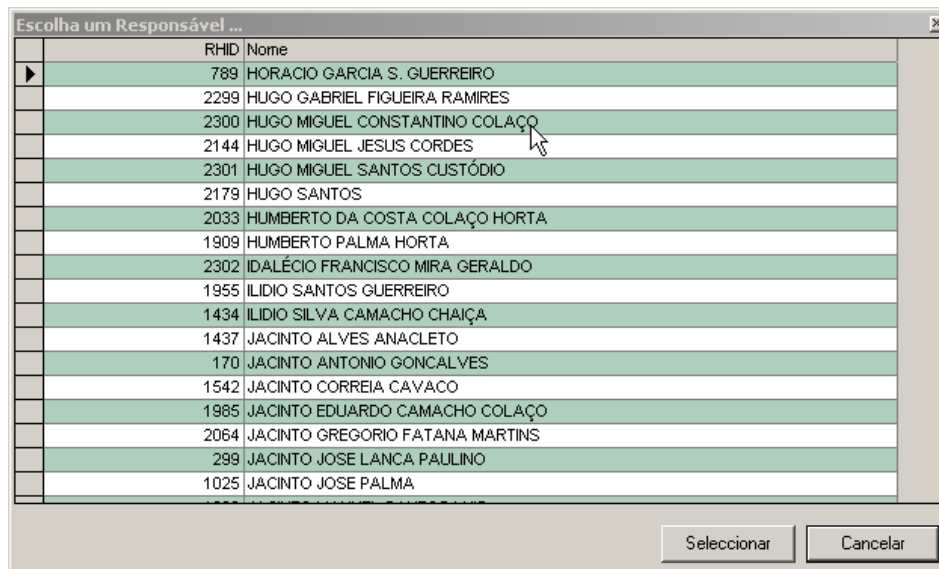 Escolha um Responsável ...
RHID Nome
789 HORACIO GARCIA S. GUERREIRO
2299 HUGO GABRIEL FIGUEIRA RAMIRES
2300 HUGO MIGUEL CONSTANTINO COLAÇO
2144 HUGO MIGUEL JESUS CORDES
2301 HUGO MIGUEL SANTOS CUSTÓDIO
2179 HUGO SANTOS
2033 HUMBERTO DA COSTA COLAÇO HORTA
1909 HUMBERTO PALMA HORTA
2302 IDALÉCIO FRANCISCO MIRA GERALDO
1955 ILIDIO SANTOS GUERREIRO
1434 ILIDIO SILVA CAMACHO CHAIÇA
1437 JACINTO ALVES ANACLETO
170 JACINTO ANTONIO GONCALVES
1542 JACINTO CORREIA CAVACO
1985 JACINTO EDUARDO CAMACHO COLAÇO
2064 JACINTO GREGORIO FATANA MARTINS
299 JACINTO JOSE LANCA PAULINO
1025 JACINTO JOSE PALMA
Seleccionar Cancelar